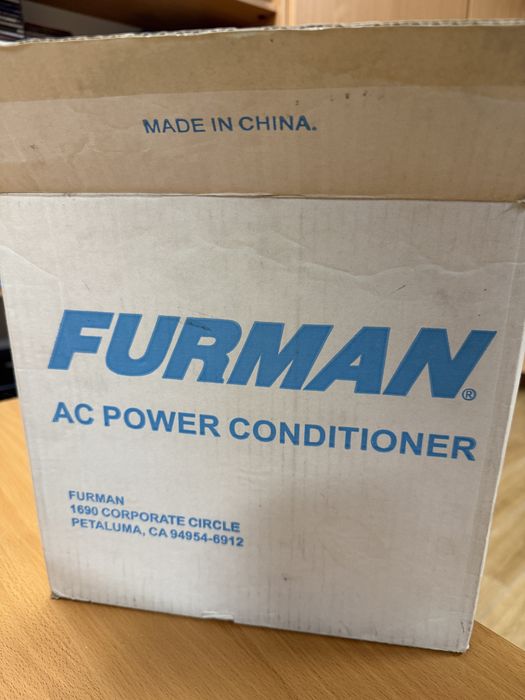 MADE IN CHINA.
FURMAN®
AC POWER CONDITIONER
FURMAN
1690 CORPORATE CIRCLE
PETALUMA, CA 94954-6912